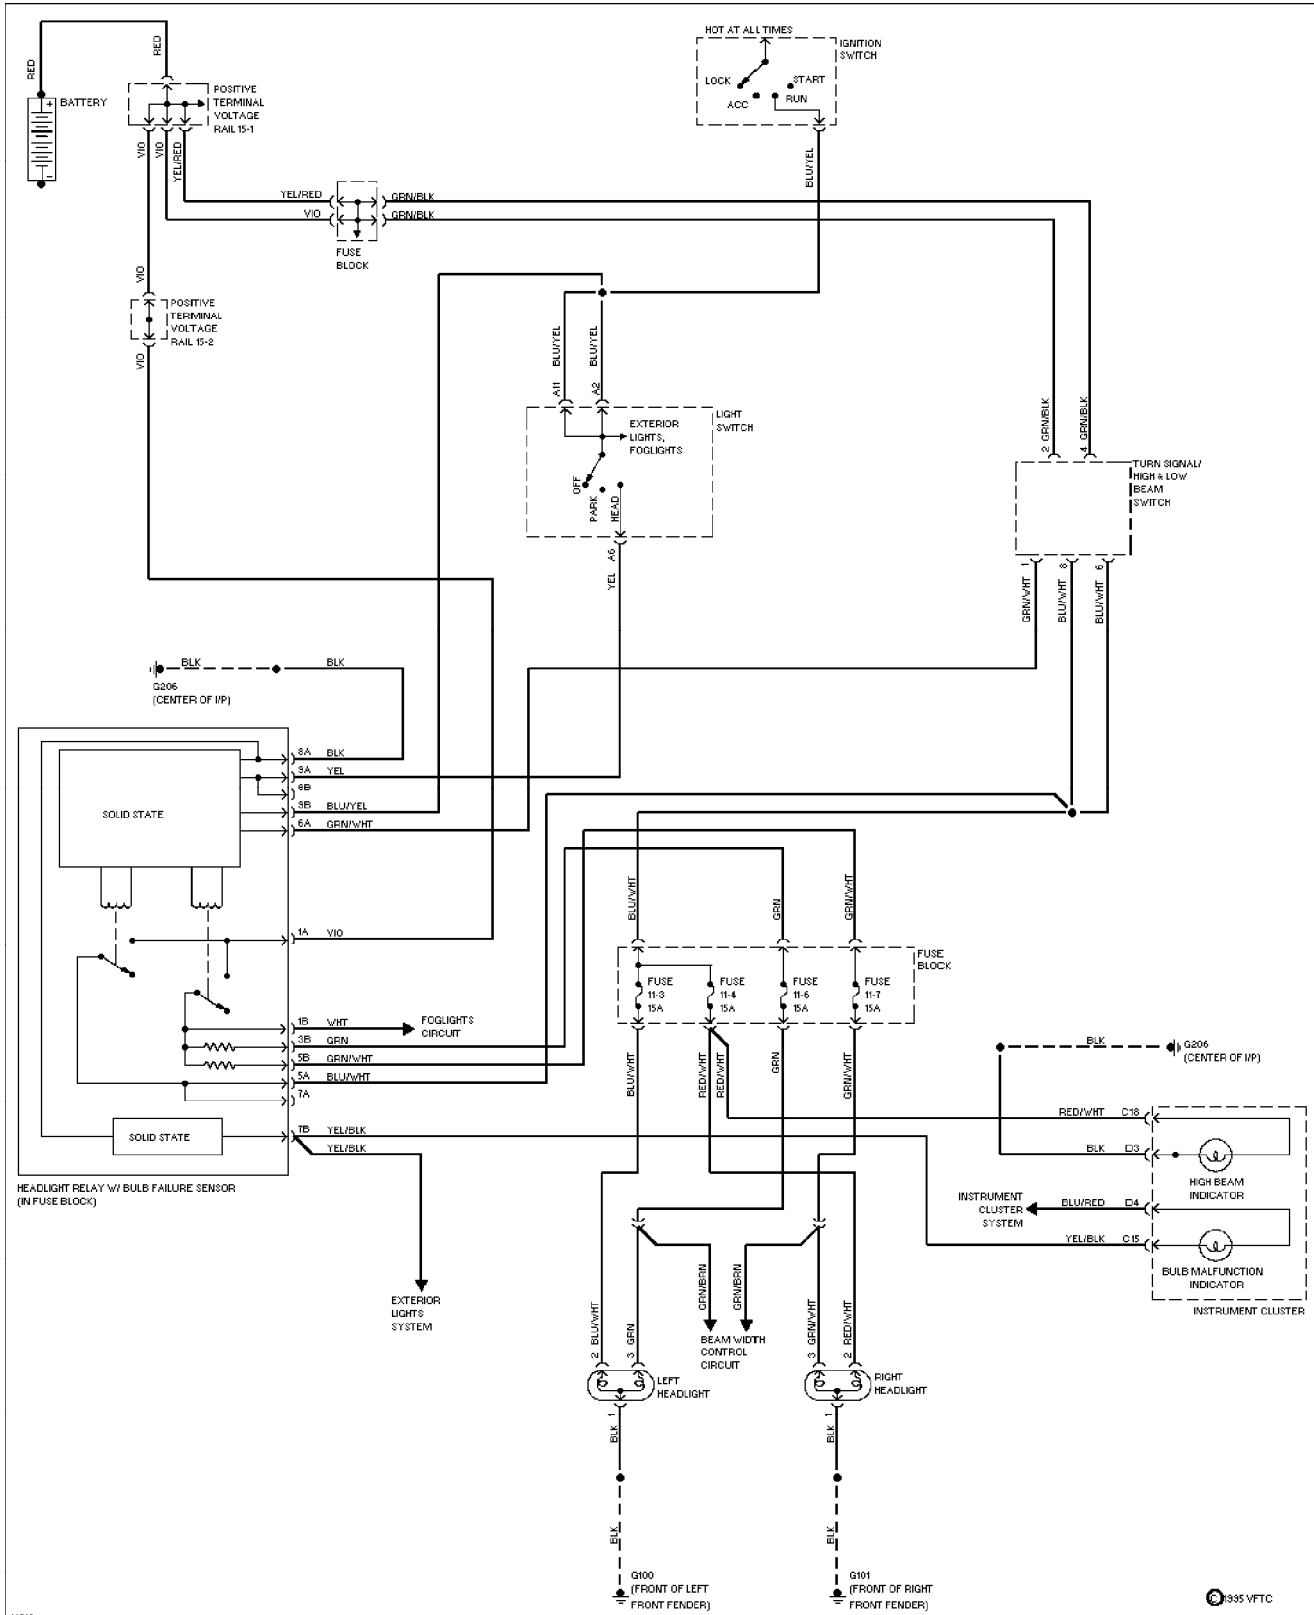 HOT AT ALL TIMES
IGNITION
SWITCH
LOCK
START
ACC
RUN
BLU/YEL
RED
RED
BATTERY
POSITIVE
TERMINAL
VOLTAGE
RAIL 15-1
VIO
VIO
YEL/RED
YEL/RED
VIO
GRN/BLK
GRN/BLK
FUSE
BLOCK
VIO
POSITIVE
TERMINAL
VOLTAGE
RAIL 15-2
VIO
BLU/YEL
BLU/YEL
A11
A2
LIGHT
SWITCH
EXTERIOR
LIGHTS,
FOGLIGHTS
OFF
PARK
HEAD
A6
YEL
2 GRN/BLK
4 GRN/BLK
TURN SIGNAL/
HIGH & LOW
BEAM
SWITCH
1
8
6
GRN/WHT
BLU/WHT
BLU/WHT
BLK
BLK
G206
(CENTER OF I/P)
8A BLK
9A YEL
8B
9B BLU/YEL
6A GRN/WHT
SOLID STATE
1A VIO
1B WHT
FOGLIGHTS
CIRCUIT
3B GRN
5B GRN/WHT
5A BLU/WHT
7A
7B YEL/BLK
YEL/BLK
SOLID STATE
HEADLIGHT RELAY W/ BULB FAILURE SENSOR
(IN FUSE BLOCK)
EXTERIOR
LIGHTS
SYSTEM
BLU/WHT
GRN
GRN/WHT
FUSE
BLOCK
FUSE
11-3
15A
FUSE
11-4
15A
FUSE
11-6
15A
FUSE
11-7
15A
BLU/WHT
RED/WHT
RED/WHT
GRN
GRN/WHT
BLK
G206
(CENTER OF I/P)
RED/WHT C18
BLK D3
HIGH BEAM
INDICATOR
INSTRUMENT
CLUSTER
SYSTEM
BLU/RED D4
YEL/BLK C15
BULB MALFUNCTION
INDICATOR
INSTRUMENT CLUSTER
GRN/BRN
GRN/BRN
BEAM WIDTH
CONTROL
CIRCUIT
2 BLU/WHT
3 GRN
3 GRN/WHT
2 RED/WHT
LEFT
HEADLIGHT
RIGHT
HEADLIGHT
1
BLK
1
BLK
BLK
BLK
G100
(FRONT OF LEFT
FRONT FENDER)
G101
(FRONT OF RIGHT
FRONT FENDER)
© 1995 VFTC